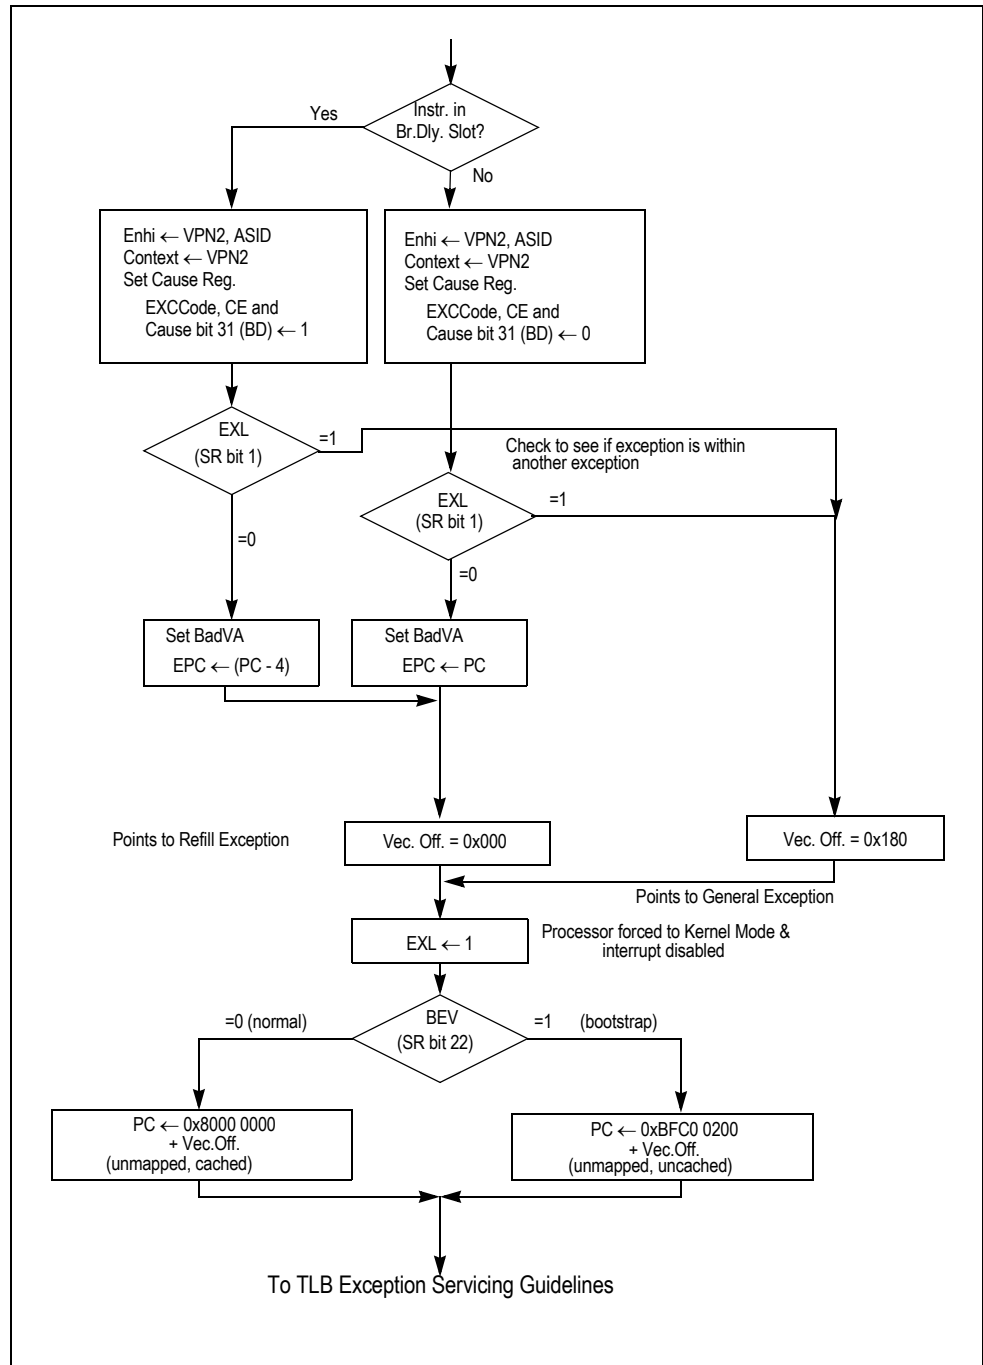 Instr. in
Br.Dly. Slot?
Yes
No
Enhi ← VPN2, ASID
Context ← VPN2
Set Cause Reg.
EXCCode, CE and
Cause bit 31 (BD) ← 1
Enhi ← VPN2, ASID
Context ← VPN2
Set Cause Reg.
EXCCode, CE and
Cause bit 31 (BD) ← 0
EXL
(SR bit 1)
=1
=0
Check to see if exception is within
another exception
EXL
(SR bit 1)
=1
=0
Set BadVA
EPC ← (PC - 4)
Set BadVA
EPC ← PC
Points to Refill Exception
Vec. Off. = 0x000
Vec. Off. = 0x180
Points to General Exception
EXL ← 1
Processor forced to Kernel Mode &
interrupt disabled
BEV
(SR bit 22)
=0 (normal)
=1 (bootstrap)
PC ← 0x8000 0000
+ Vec.Off.
(unmapped, cached)
PC ← 0xBFC0 0200
+ Vec.Off.
(unmapped, uncached)
To TLB Exception Servicing Guidelines